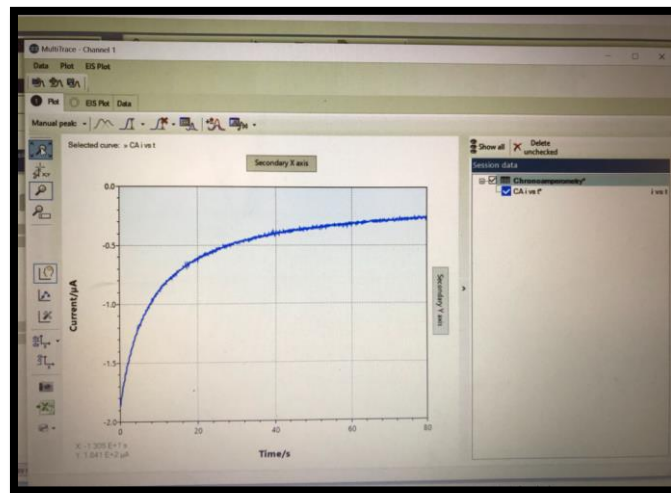 MultiTrace - Channel 1
Data Plot EIS Plot
Plot EIS Plot Data
Manual peak:
Selected curve: » CA i vs t
Secondary X axis
0.0
-0.5
-1.0
-1.5
-2.0
Current/µA
0 20 40 60 80
Time/s
Secondary Y axis
Show all Delete unchecked
Session data
Chronoamperometry*
CA i vs t* i vs t